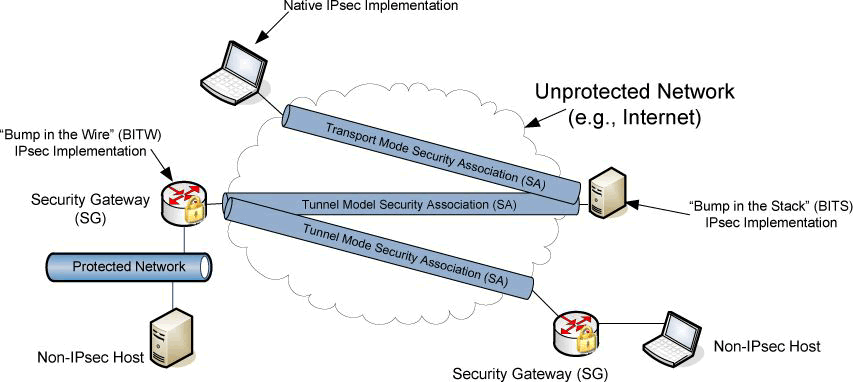 Native IPsec Implementation
Unprotected Network
(e.g., Internet)
"Bump in the Wire" (BITW)
IPsec Implementation
Transport Mode Security Association (SA)
Security Gateway
(SG)
Tunnel Model Security Association (SA)
"Bump in the Stack" (BITS)
IPsec Implementation
Tunnel Mode Security Association (SA)
Protected Network
Non-IPsec Host
Non-IPsec Host
Security Gateway (SG)